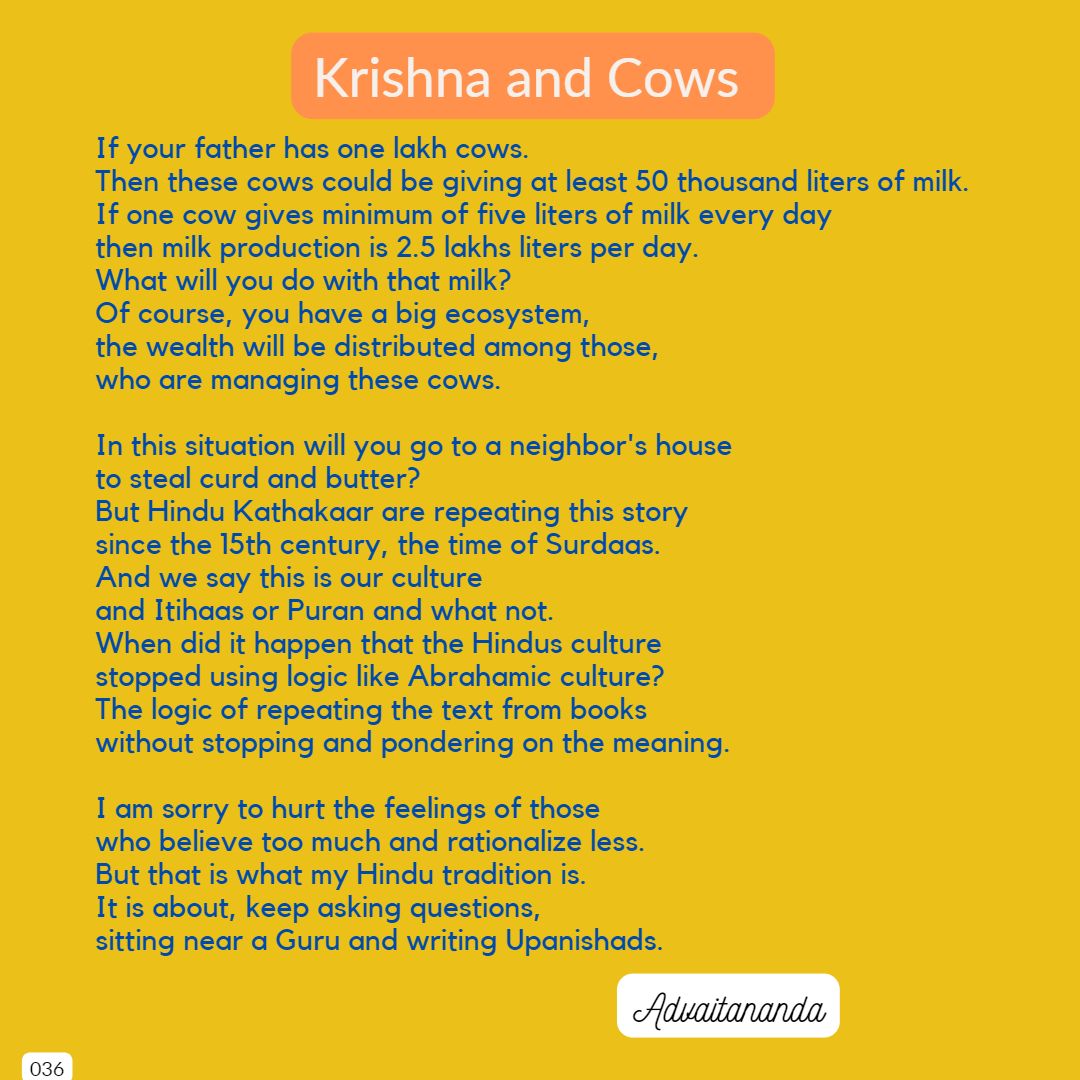 Krishna and Cows
If your father has one lakh cows.
Then these cows could be giving at least 50 thousand liters of milk.
If one cow gives minimum of five liters of milk every day
then milk production is 2.5 lakhs liters per day.
What will you do with that milk?
Of course, you have a big ecosystem,
the wealth will be distributed among those,
who are managing these cows.
In this situation will you go to a neighbor's house
to steal curd and butter?
But Hindu Kathakaar are repeating this story
since the 15th century, the time of Surdaas.
And we say this is our culture
and Itihaas or Puran and what not.
When did it happen that the Hindus culture
stopped using logic like Abrahamic culture?
The logic of repeating the text from books
without stopping and pondering on the meaning.
I am sorry to hurt the feelings of those
who believe too much and rationalize less.
But that is what my Hindu tradition is.
It is about, keep asking questions,
sitting near a Guru and writing Upanishads.
Advaitananda
036